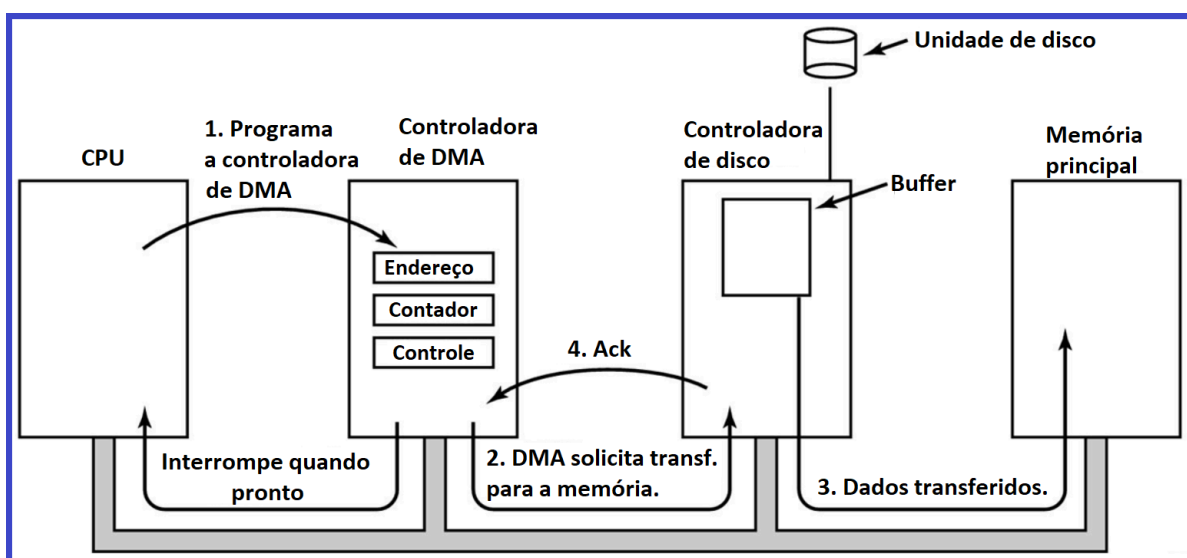 Unidade de disco
CPU
1. Programa
a controladora
de DMA
Controladora
de DMA
Controladora
de disco
Memória
principal
Buffer
Endereço
Contador
Controle
4. Ack
Interrompe quando
pronto
2. DMA solicita transf.
para a memória.
3. Dados transferidos.